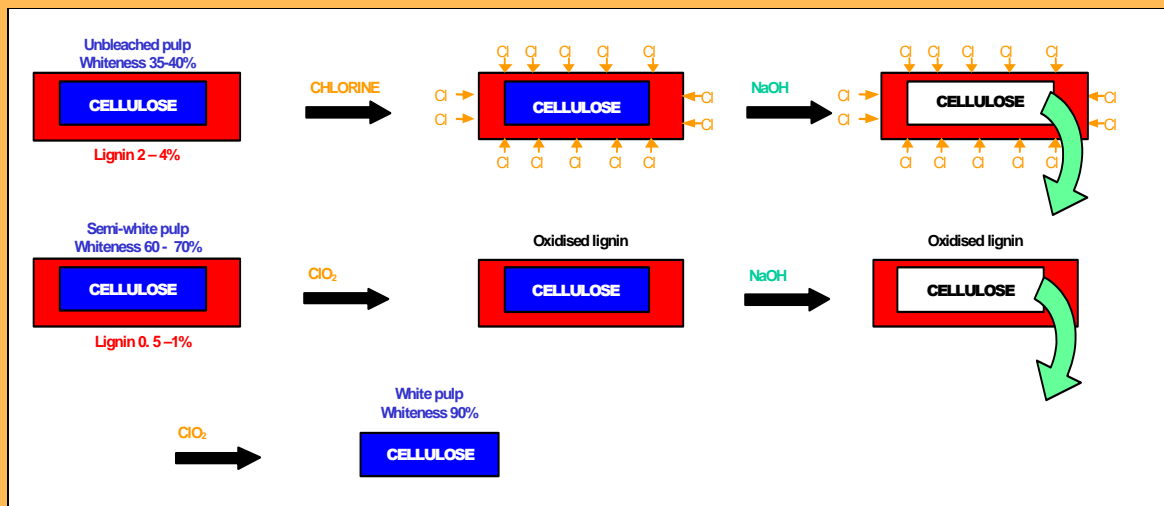 Unbleached pulp
Whiteness 35-40%
CELLULOSE
Lignin 2 – 4%
CHLORINE
Cl Cl Cl Cl Cl
Cl
Cl
CELLULOSE
Cl
Cl
Cl Cl Cl Cl Cl
NaOH
Cl Cl Cl Cl Cl
Cl
Cl
CELLULOSE
Cl
Cl
Cl Cl Cl Cl Cl
Semi-white pulp
Whiteness 60 - 70%
CELLULOSE
Lignin 0. 5 –1%
ClO₂
Oxidised lignin
CELLULOSE
NaOH
Oxidised lignin
CELLULOSE
ClO₂
White pulp
Whiteness 90%
CELLULOSE